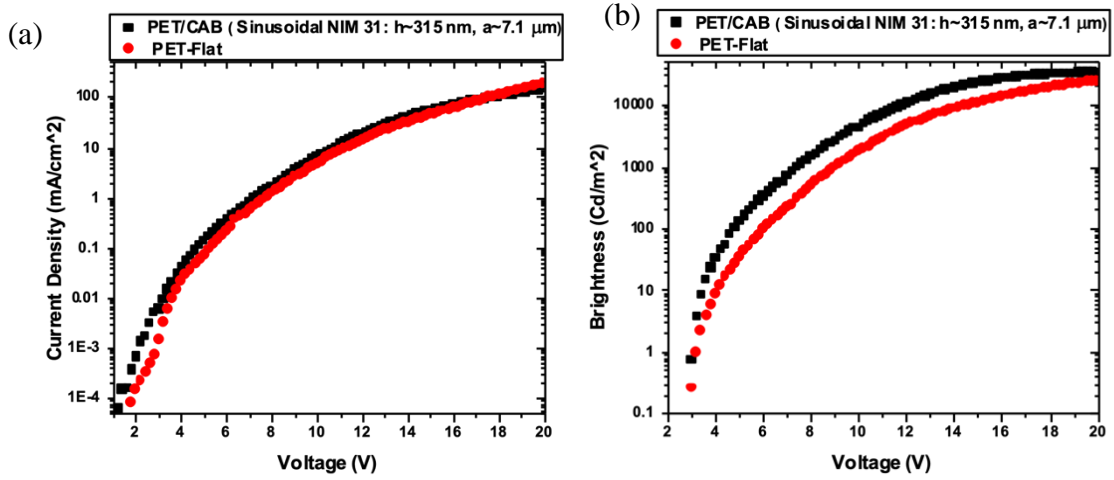 (a)
PET/CAB ( Sinusoidal NIM 31: h~315 nm, a~7.1 μm)
PET-Flat
Current Density (mA/cm^2)
100
10
1
0.1
0.01
1E-3
1E-4
2 4 6 8 10 12 14 16 18 20
Voltage (V)
(b)
PET/CAB ( Sinusoidal NIM 31: h~315 nm, a~7.1 μm)
PET-Flat
Brightness (Cd/m^2)
10000
1000
100
10
1
0.1
2 4 6 8 10 12 14 16 18 20
Voltage (V)